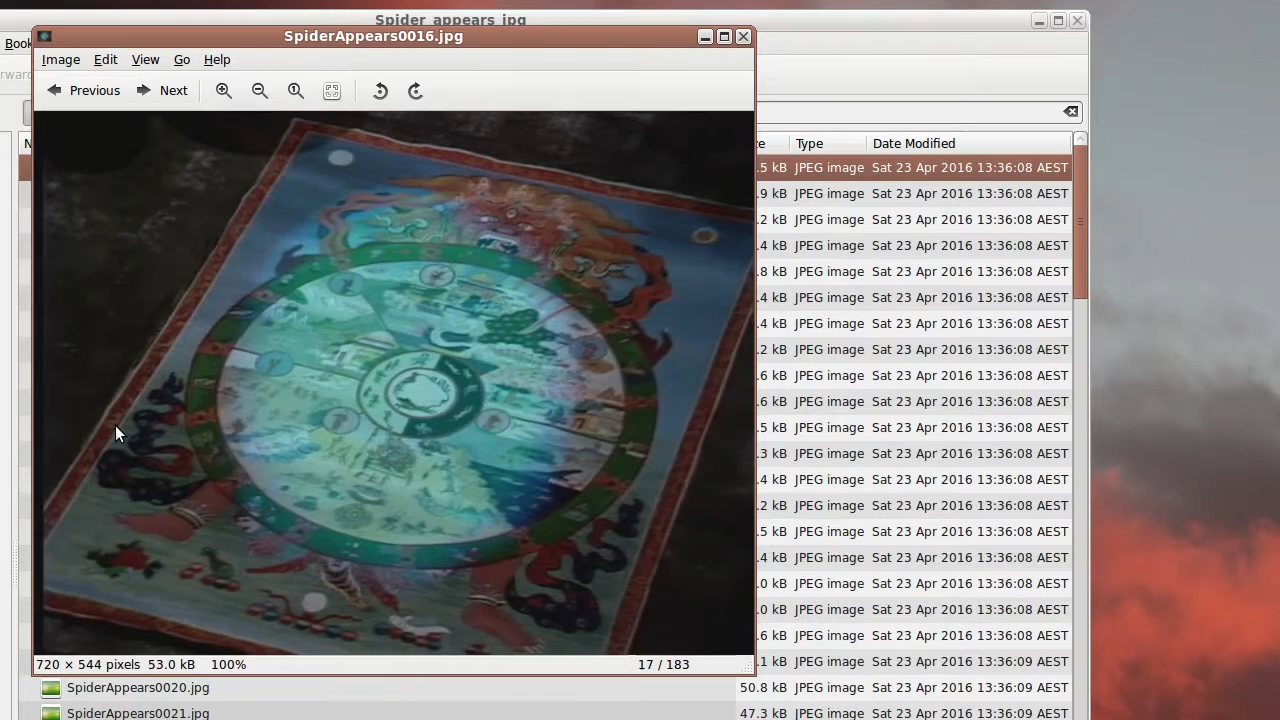 Spider appears jpg
SpiderAppears0016.jpg
Image Edit View Go Help
Previous Next
Type Date Modified
.5 kB JPEG image Sat 23 Apr 2016 13:36:08 AEST
.9 kB JPEG image Sat 23 Apr 2016 13:36:08 AEST
.2 kB JPEG image Sat 23 Apr 2016 13:36:08 AEST
.4 kB JPEG image Sat 23 Apr 2016 13:36:08 AEST
.8 kB JPEG image Sat 23 Apr 2016 13:36:08 AEST
.4 kB JPEG image Sat 23 Apr 2016 13:36:08 AEST
.4 kB JPEG image Sat 23 Apr 2016 13:36:08 AEST
.2 kB JPEG image Sat 23 Apr 2016 13:36:08 AEST
.6 kB JPEG image Sat 23 Apr 2016 13:36:08 AEST
.6 kB JPEG image Sat 23 Apr 2016 13:36:08 AEST
.5 kB JPEG image Sat 23 Apr 2016 13:36:08 AEST
.3 kB JPEG image Sat 23 Apr 2016 13:36:08 AEST
.4 kB JPEG image Sat 23 Apr 2016 13:36:08 AEST
.2 kB JPEG image Sat 23 Apr 2016 13:36:08 AEST
.5 kB JPEG image Sat 23 Apr 2016 13:36:08 AEST
.4 kB JPEG image Sat 23 Apr 2016 13:36:08 AEST
.0 kB JPEG image Sat 23 Apr 2016 13:36:08 AEST
.0 kB JPEG image Sat 23 Apr 2016 13:36:08 AEST
.6 kB JPEG image Sat 23 Apr 2016 13:36:08 AEST
.1 kB JPEG image Sat 23 Apr 2016 13:36:09 AEST
720 × 544 pixels 53.0 kB 100% 17 / 183
SpiderAppears0020.jpg 50.8 kB JPEG image Sat 23 Apr 2016 13:36:09 AEST
SpiderAppears0021.jpg 47.3 kB JPEG image Sat 23 Apr 2016 13:36:09 AEST